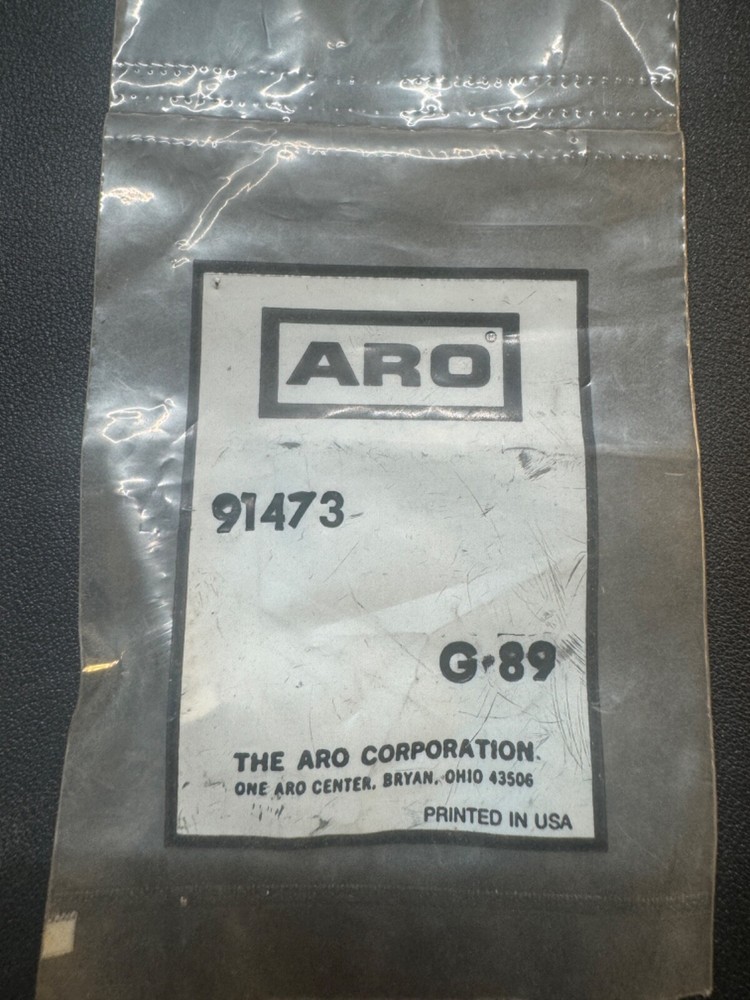 ARO®
91473
G-89
THE ARO CORPORATION
ONE ARO CENTER, BRYAN, OHIO 43506
PRINTED IN USA